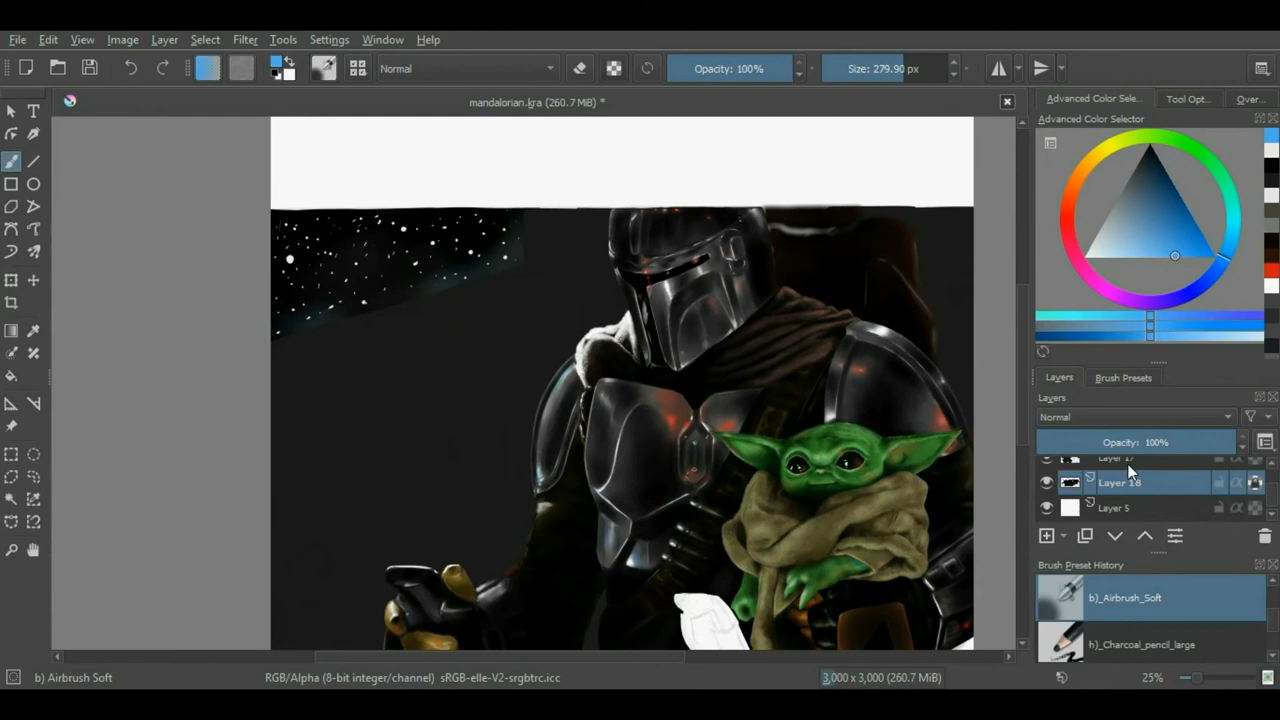 File Edit View Image Layer Select Filter Tools Settings Window Help
Normal Opacity: 100% Size: 279.90 px
mandalorian.kra (260.7 MiB) *
Advanced Color Sele... Tool Opt... Over...
Advanced Color Selector
Layers Brush Presets
Layers
Normal
Opacity: 100%
Layer 17
Layer 18
Layer 5
Brush Preset History
b)_Airbrush_Soft
h)_Charcoal_pencil_large
b) Airbrush Soft RGB/Alpha (8-bit integer/channel) sRGB-elle-V2-srgbtrc.icc 3,000 x 3,000 (260.7 MiB) 25%